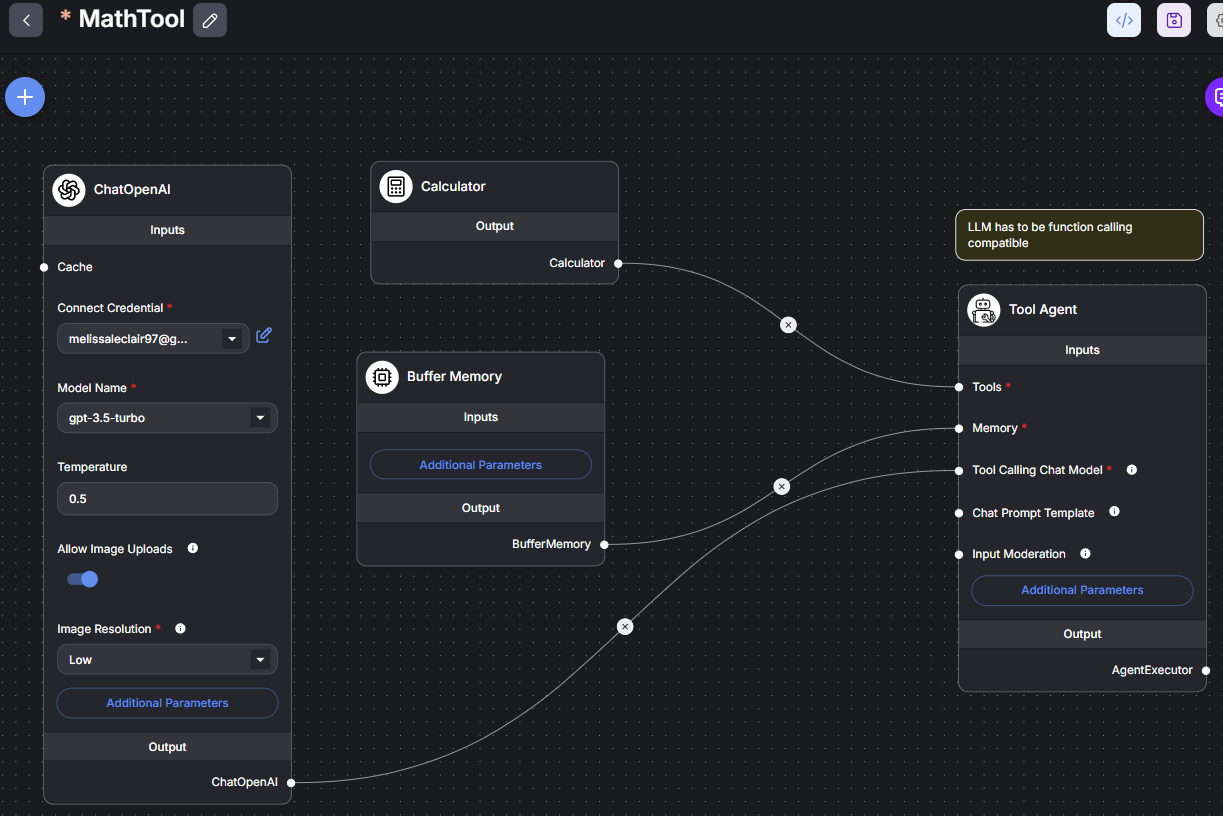 * MathTool
</>
ChatOpenAI
Inputs
Cache
Connect Credential *
melissaleclair97@g...
Model Name *
gpt-3.5-turbo
Temperature
0.5
Allow Image Uploads
Image Resolution *
Low
Additional Parameters
Output
ChatOpenAI
Calculator
Output
Calculator
Buffer Memory
Inputs
Additional Parameters
Output
BufferMemory
LLM has to be function calling
compatible
Tool Agent
Inputs
Tools *
Memory *
Tool Calling Chat Model *
Chat Prompt Template
Input Moderation
Additional Parameters
Output
AgentExecutor